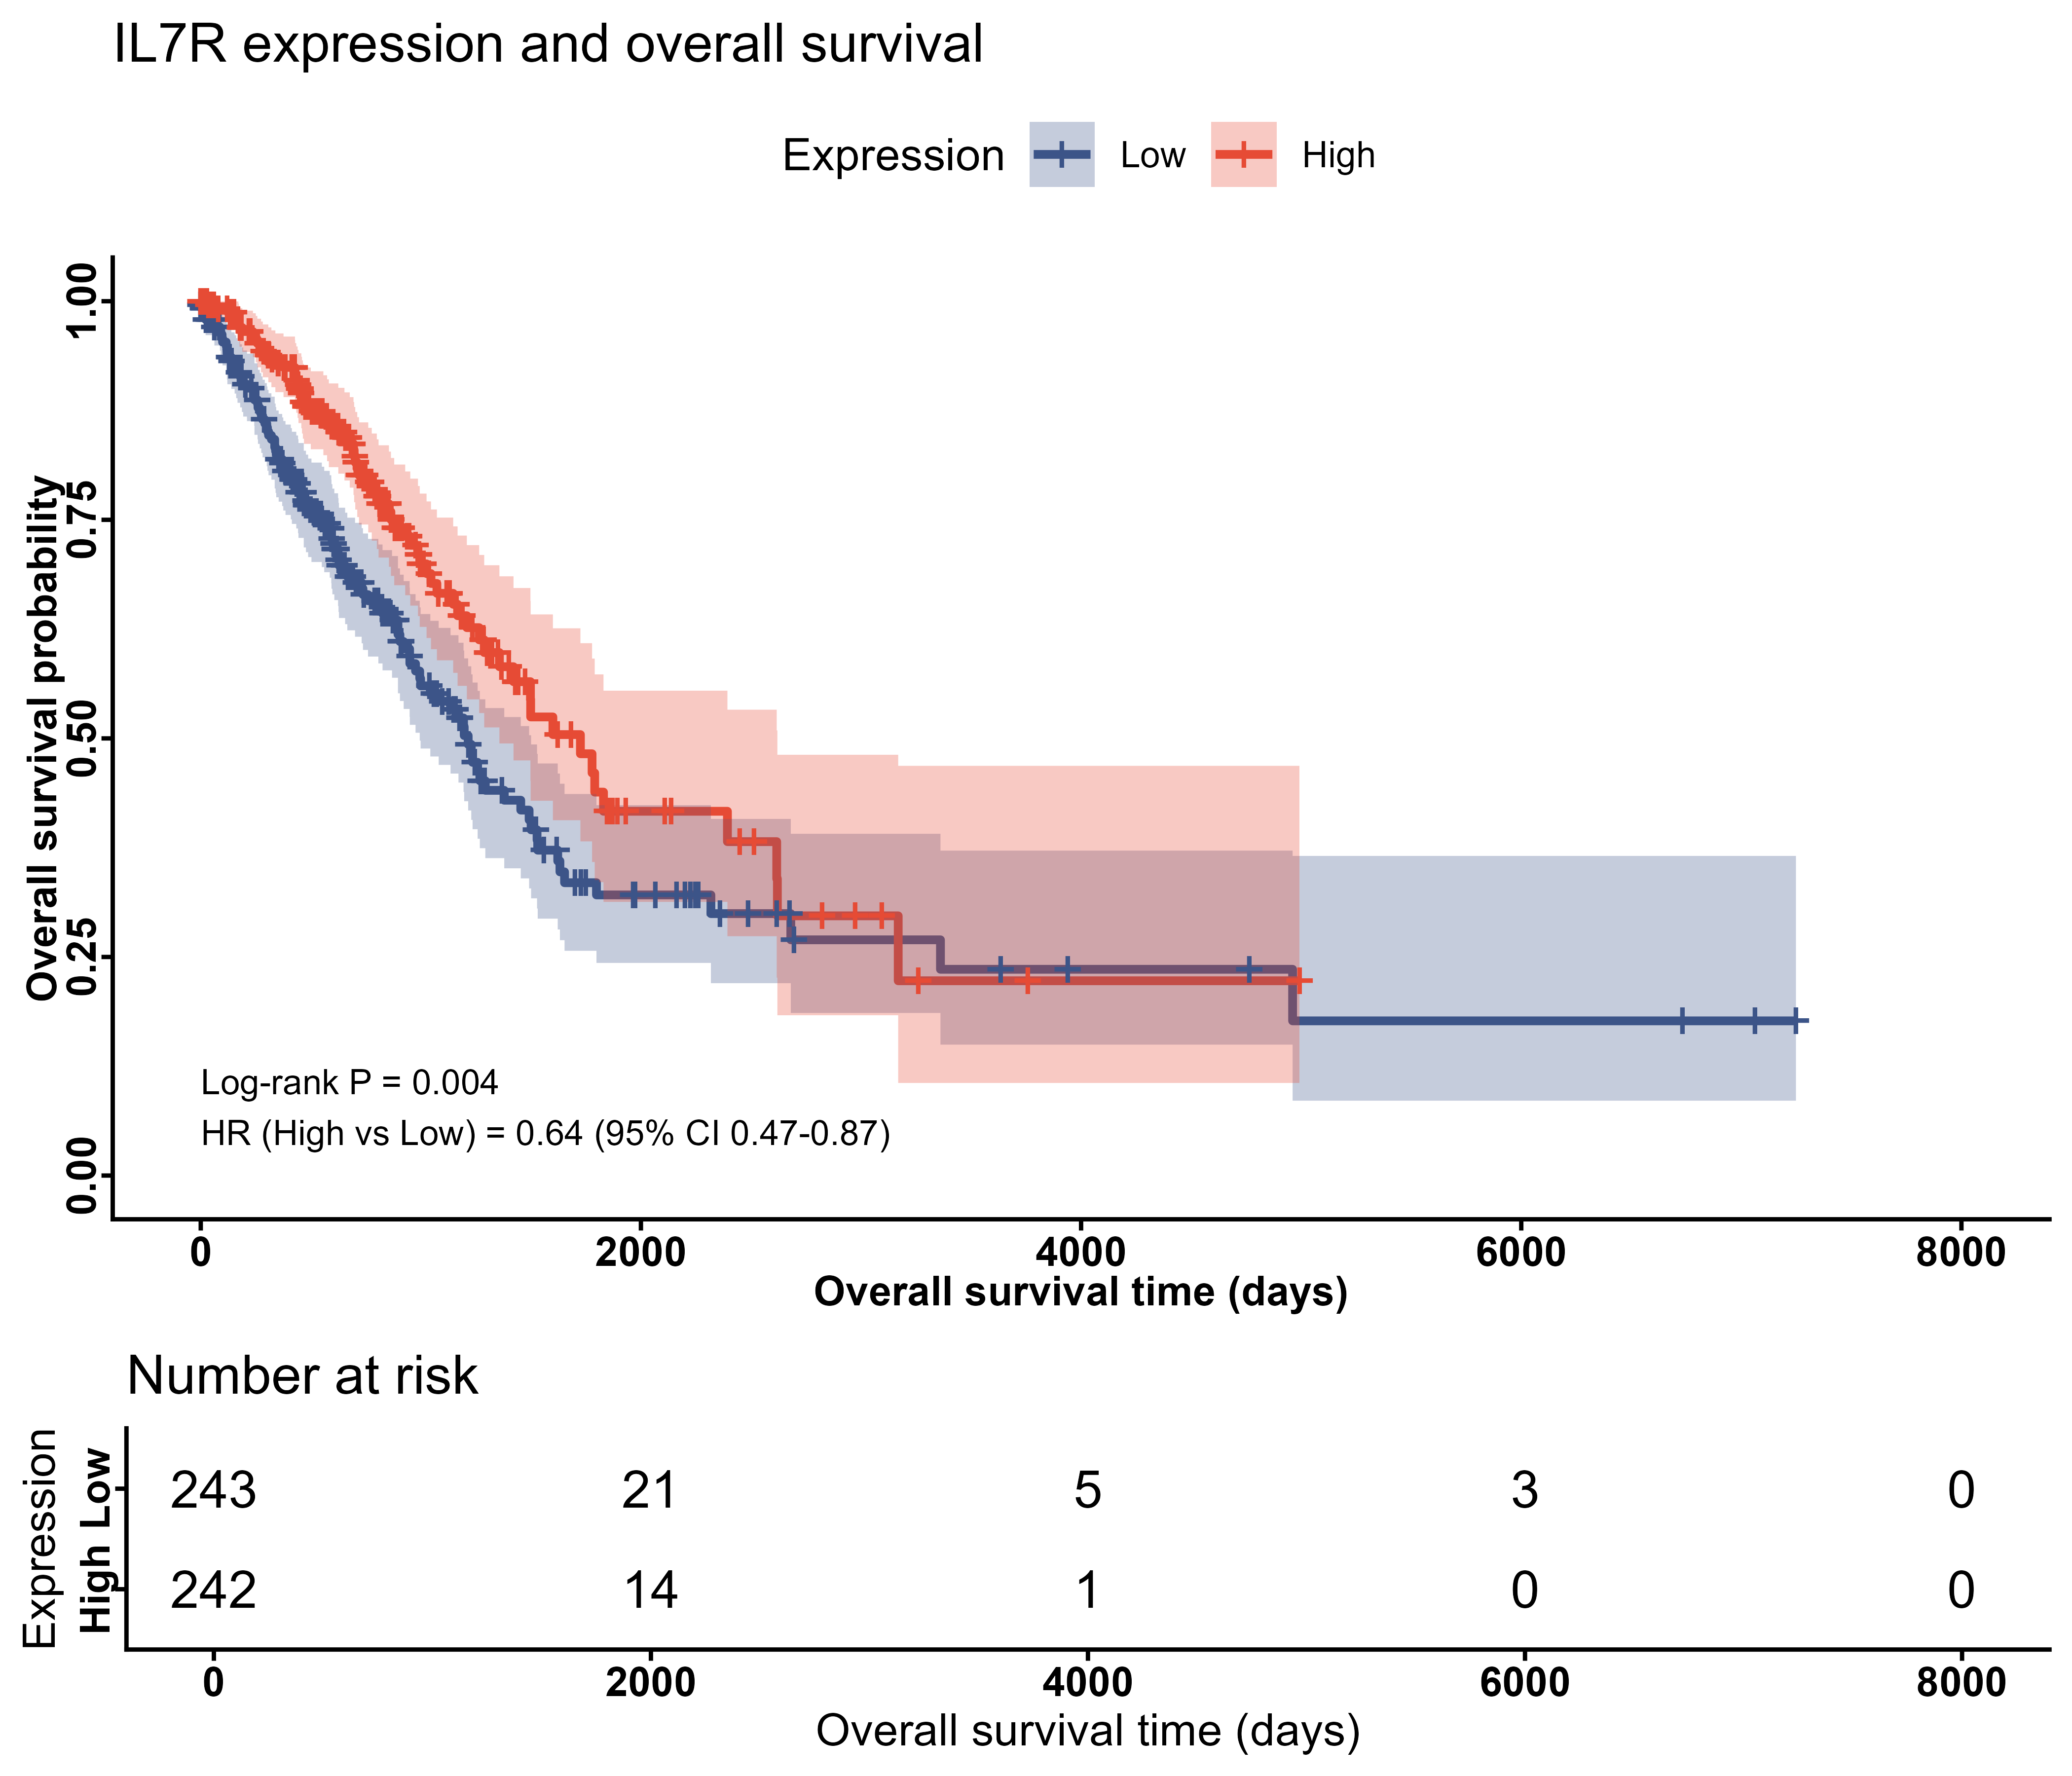 IL7R expression and overall survival
Expression Low High
Overall survival probability
1.00
0.75
0.50
0.25
0.00
Log-rank P = 0.004
HR (High vs Low) = 0.64 (95% CI 0.47-0.87)
0 2000 4000 6000 8000
Overall survival time (days)
Number at risk
Expression
Low 243 21 5 3 0
High 242 14 1 0 0
0 2000 4000 6000 8000
Overall survival time (days)